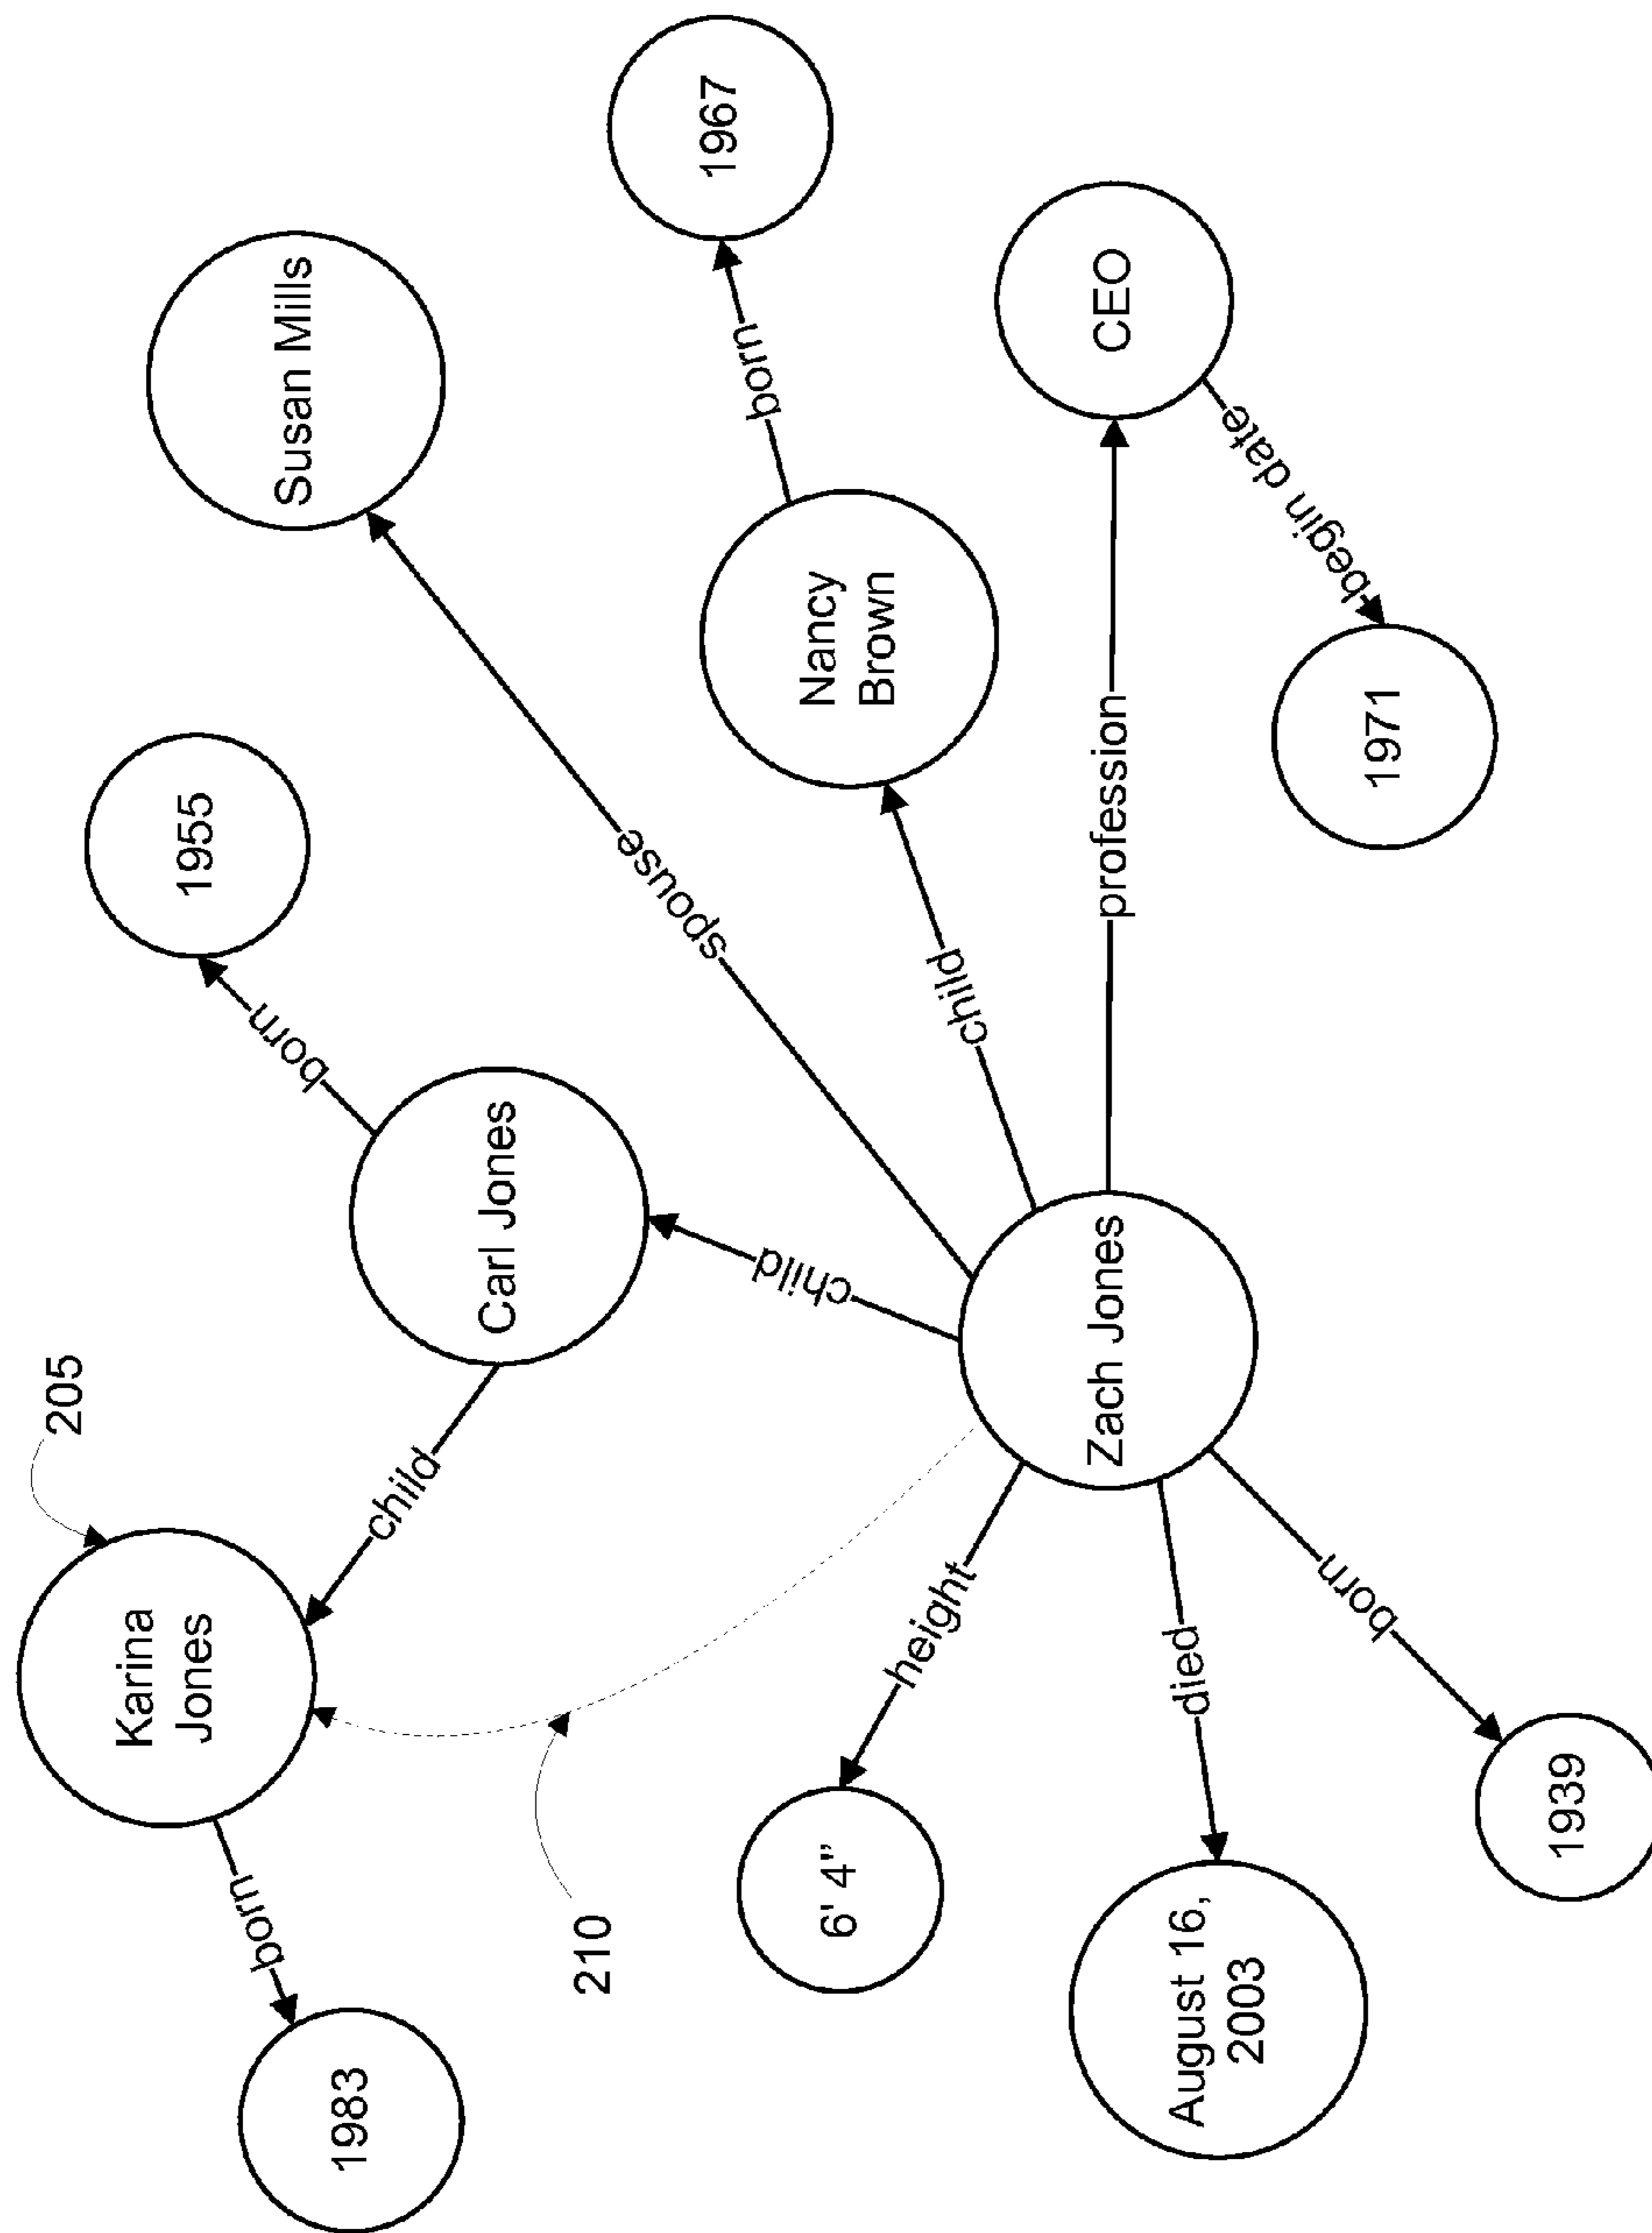 205
Karina
Jones
child
Carl Jones
born
1955
born
1983
210
child
spouse
Susan Mills
height
6' 4"
Zach Jones
child
Nancy
Brown
born
1967
died
August 16,
2003
profession
CEO
begin date
1971
born
1939